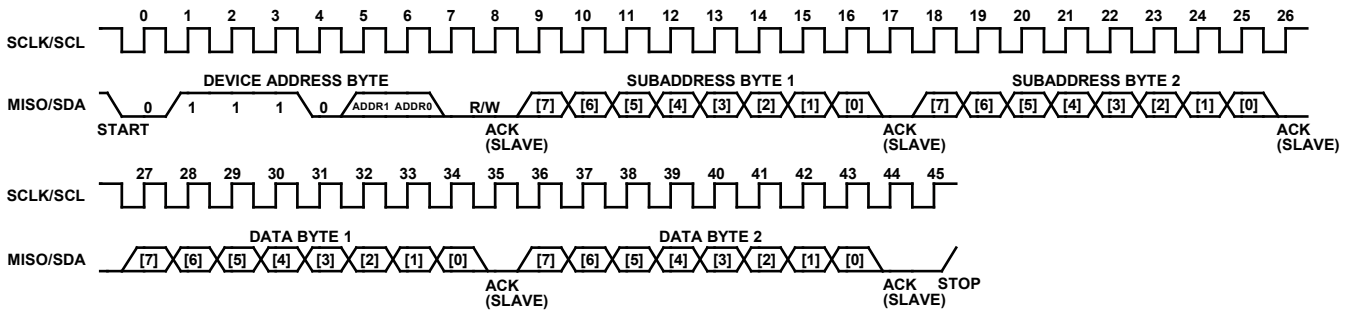 0 1 2 3 4 5 6 7 8 9 10 11 12 13 14 15 16 17 18 19 20 21 22 23 24 25 26
SCLK/SCL
DEVICE ADDRESS BYTE SUBADDRESS BYTE 1 SUBADDRESS BYTE 2
MISO/SDA 0 1 1 1 0 ADDR1 ADDR0 R/W [7] [6] [5] [4] [3] [2] [1] [0] [7] [6] [5] [4] [3] [2] [1] [0]
START ACK ACK ACK
(SLAVE) (SLAVE) (SLAVE)
27 28 29 30 31 32 33 34 35 36 37 38 39 40 41 42 43 44 45
SCLK/SCL
DATA BYTE 1 DATA BYTE 2
MISO/SDA [7] [6] [5] [4] [3] [2] [1] [0] [7] [6] [5] [4] [3] [2] [1] [0]
ACK ACK STOP
(SLAVE) (SLAVE)